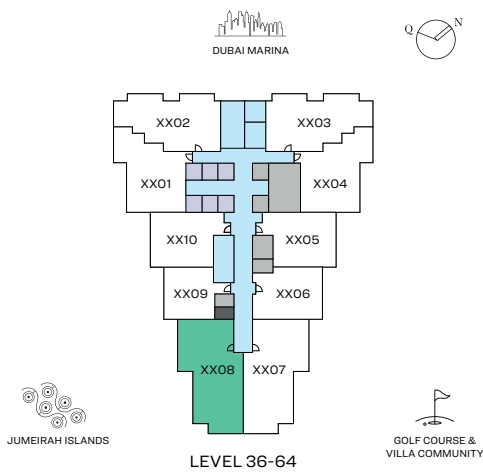 DUBAI MARINA
Q N
XX02 XX03
XX01 XX04
XX10 XX05
XX09 XX06
XX08 XX07
JUMEIRAH ISLANDS
GOLF COURSE &
VILLA COMMUNITY
LEVEL 36-64